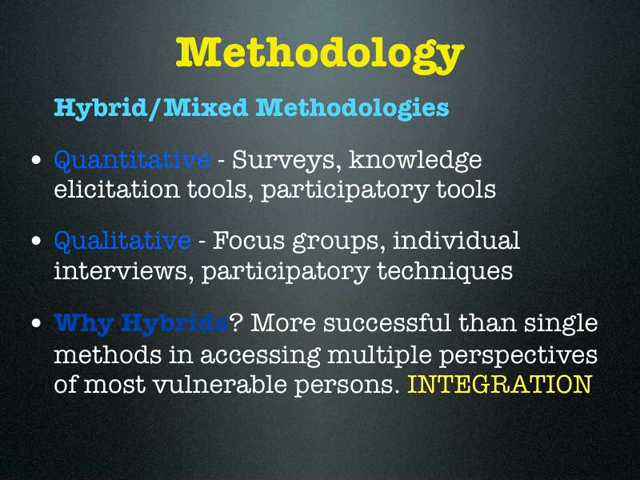 Methodology
Hybrid/Mixed Methodologies
• Quantitative - Surveys, knowledge
elicitation tools, participatory tools
• Qualitative - Focus groups, individual
interviews, participatory techniques
• Why Hybrids? More successful than single
methods in accessing multiple perspectives
of most vulnerable persons. INTEGRATION